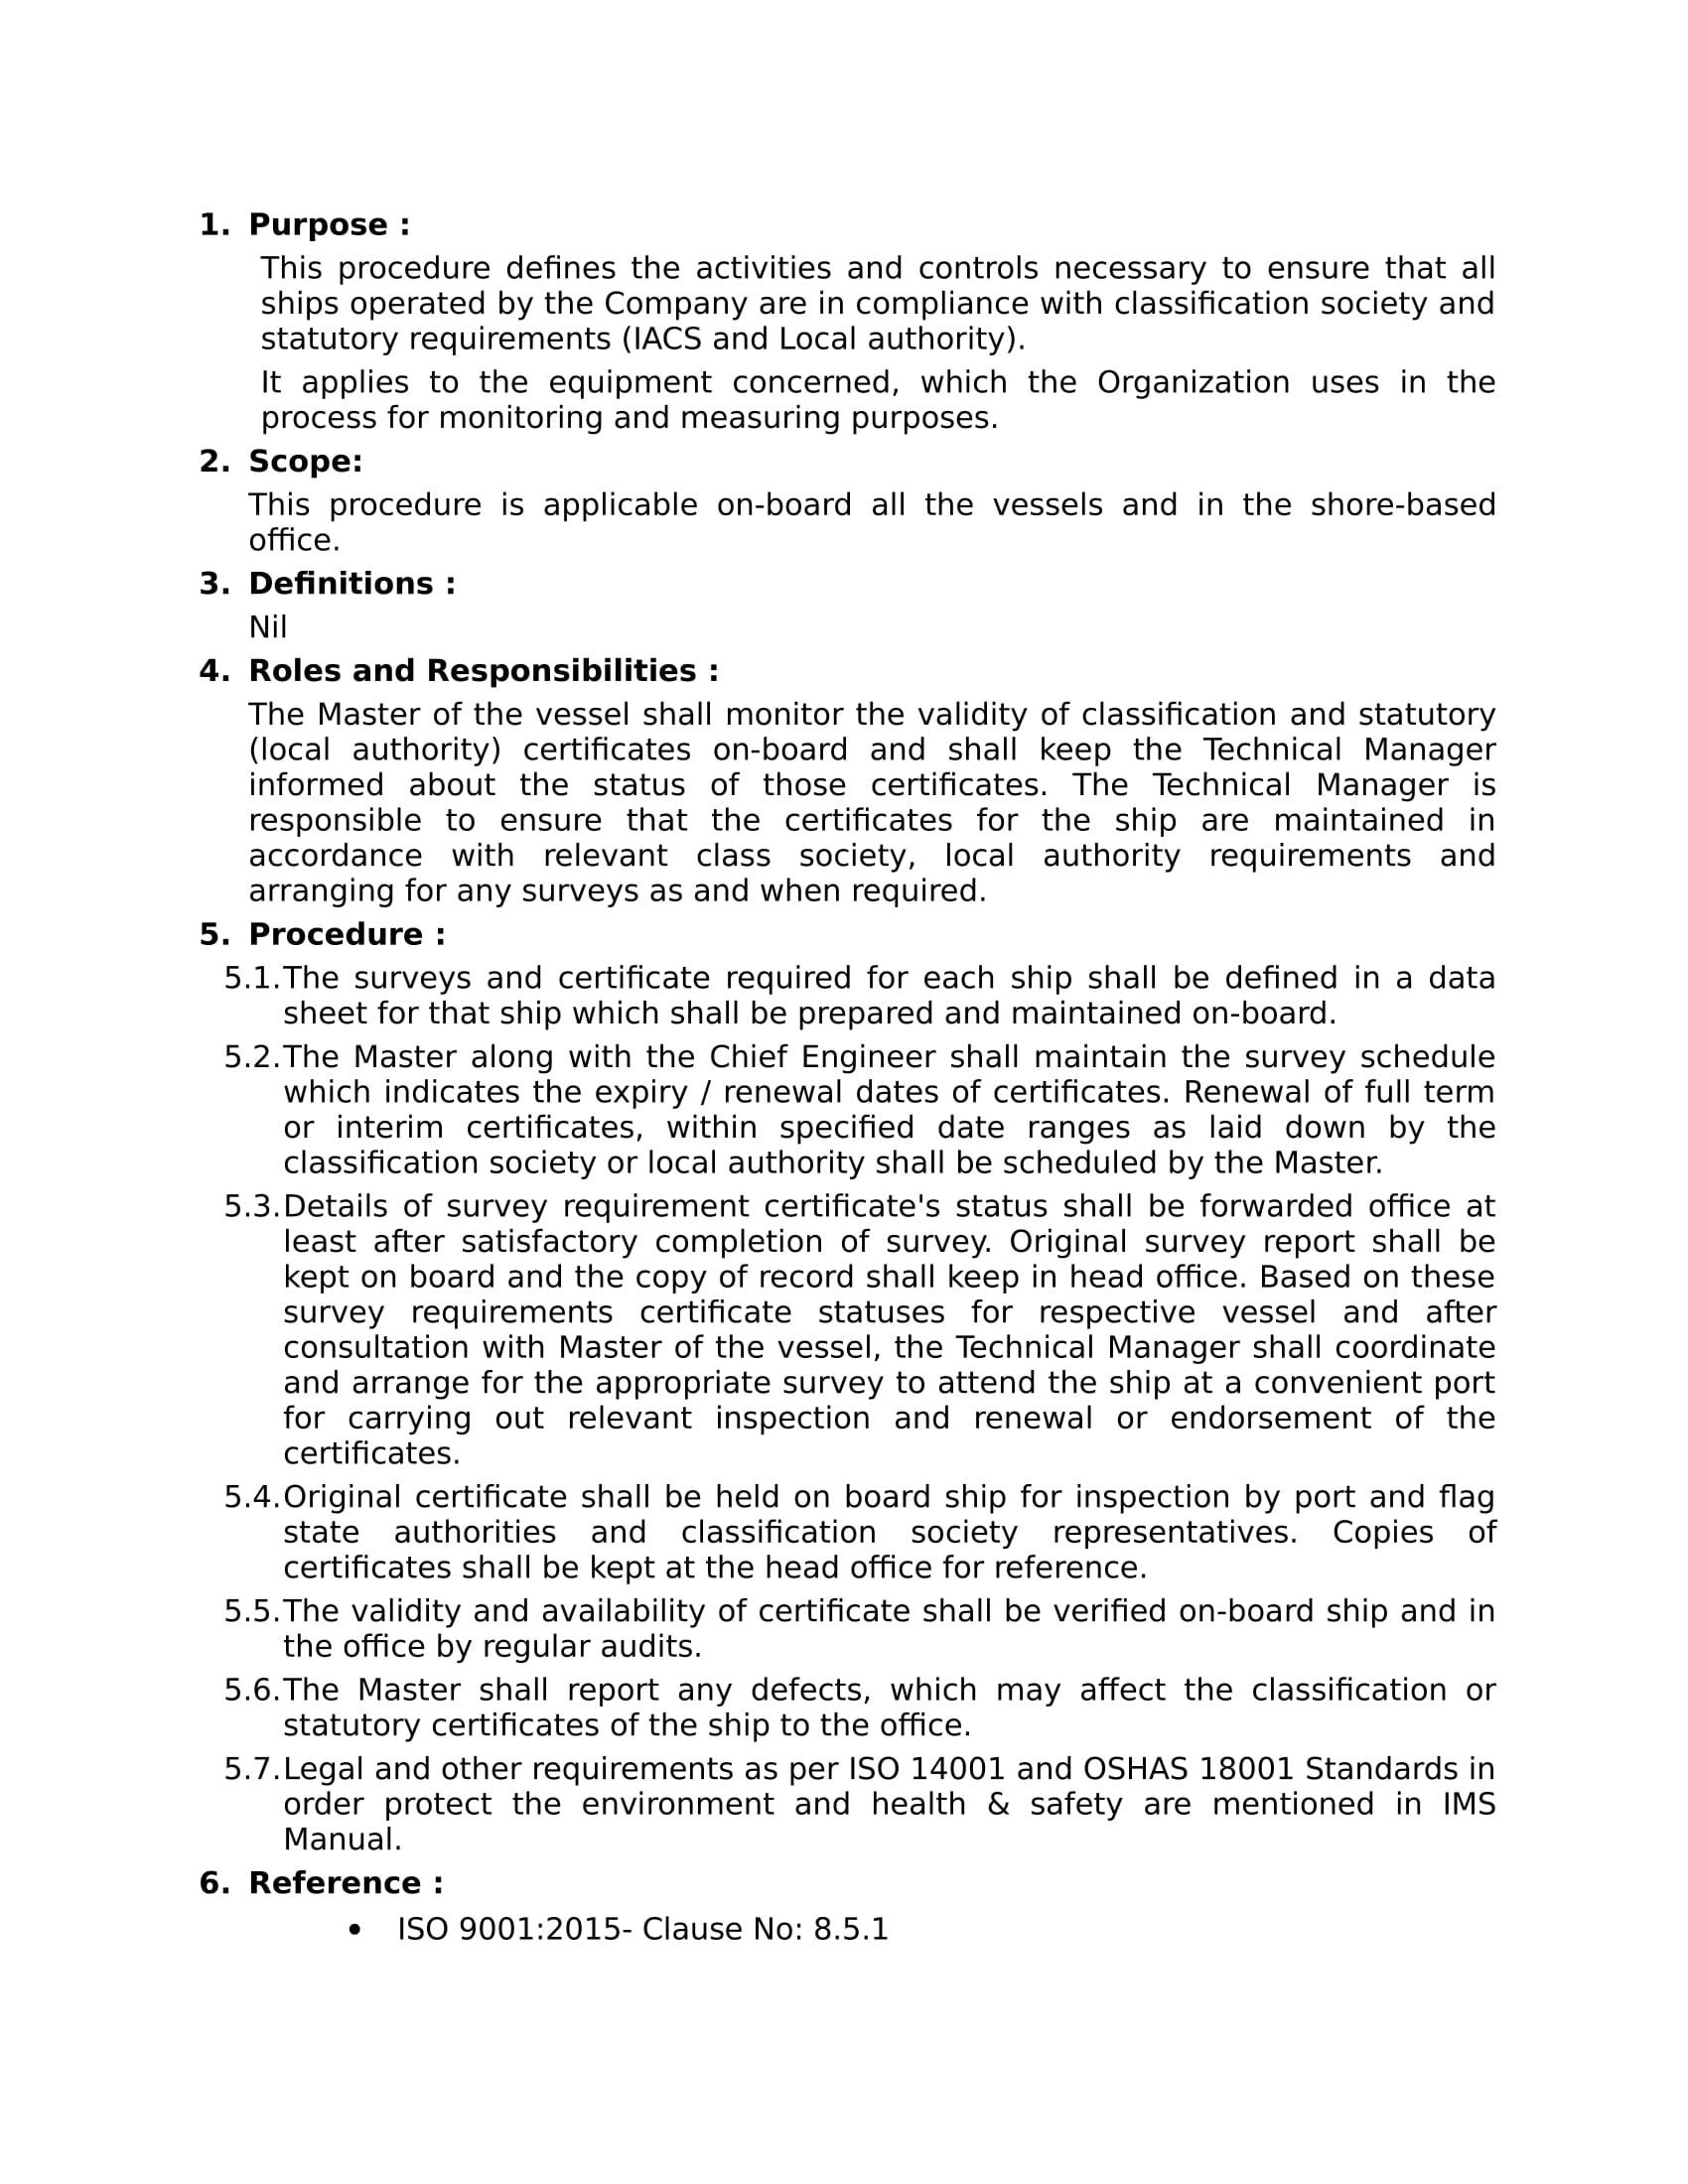 1. Purpose :
This procedure defines the activities and controls necessary to ensure that all
ships operated by the Company are in compliance with classification society and
statutory requirements (IACS and Local authority).
It applies to the equipment concerned, which the Organization uses in the
process for monitoring and measuring purposes.
2. Scope:
This procedure is applicable on-board all the vessels and in the shore-based
office.
3. Definitions :
Nil
4. Roles and Responsibilities :
The Master of the vessel shall monitor the validity of classification and statutory
(local authority) certificates on-board and shall keep the Technical Manager
informed about the status of those certificates. The Technical Manager is
responsible to ensure that the certificates for the ship are maintained in
accordance with relevant class society, local authority requirements and
arranging for any surveys as and when required.
5. Procedure :
5.1. The surveys and certificate required for each ship shall be defined in a data
sheet for that ship which shall be prepared and maintained on-board.
5.2. The Master along with the Chief Engineer shall maintain the survey schedule
which indicates the expiry / renewal dates of certificates. Renewal of full term
or interim certificates, within specified date ranges as laid down by the
classification society or local authority shall be scheduled by the Master.
5.3. Details of survey requirement certificate's status shall be forwarded office at
least after satisfactory completion of survey. Original survey report shall be
kept on board and the copy of record shall keep in head office. Based on these
survey requirements certificate statuses for respective vessel and after
consultation with Master of the vessel, the Technical Manager shall coordinate
and arrange for the appropriate survey to attend the ship at a convenient port
for carrying out relevant inspection and renewal or endorsement of the
certificates.
5.4. Original certificate shall be held on board ship for inspection by port and flag
state authorities and classification society representatives. Copies of
certificates shall be kept at the head office for reference.
5.5. The validity and availability of certificate shall be verified on-board ship and in
the office by regular audits.
5.6. The Master shall report any defects, which may affect the classification or
statutory certificates of the ship to the office.
5.7. Legal and other requirements as per ISO 14001 and OSHAS 18001 Standards in
order protect the environment and health & safety are mentioned in IMS
Manual.
6. Reference :
• ISO 9001:2015- Clause No: 8.5.1